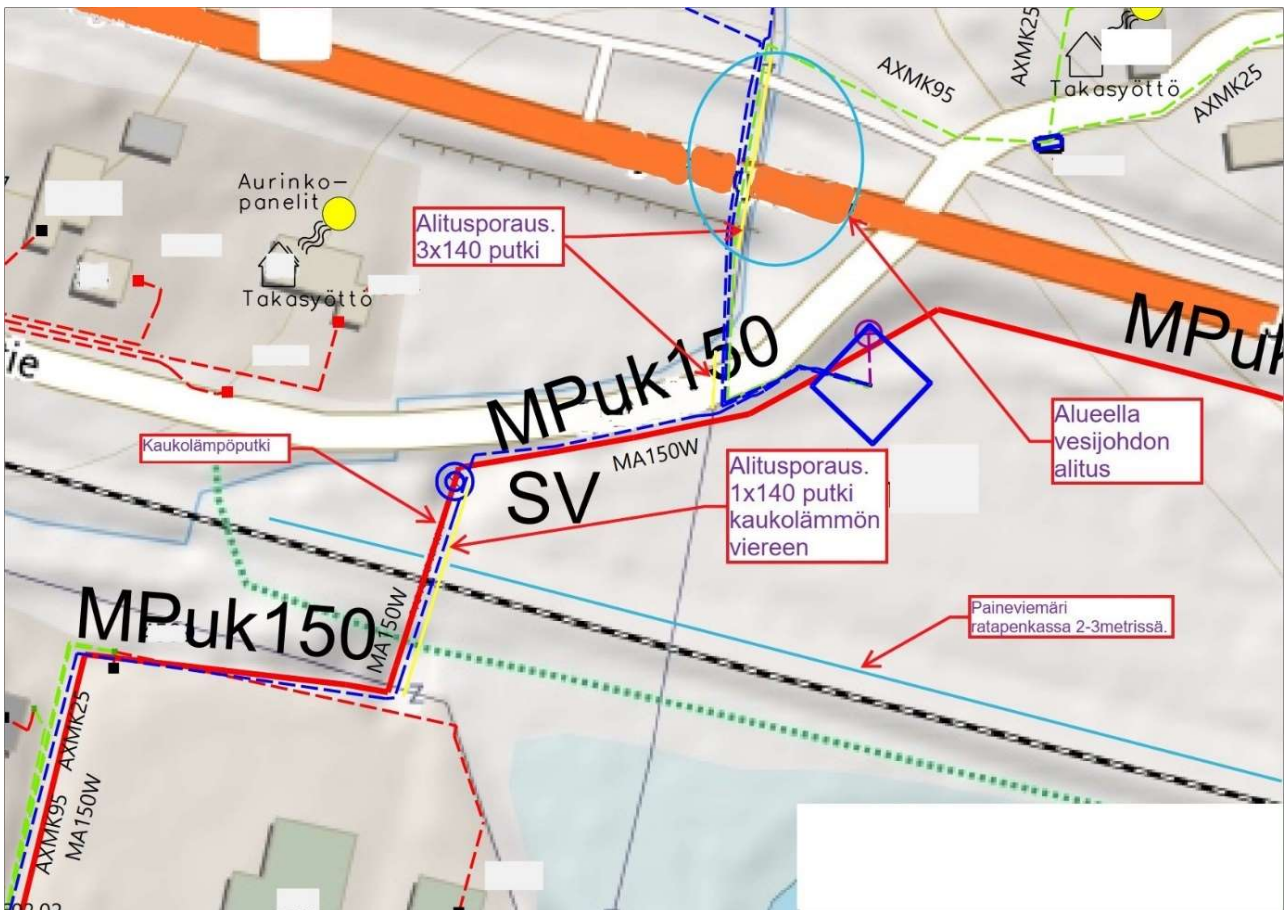 AXMK95
AXMK25
Takasyöttö
AXMK25
Aurinko-
panelit
Takasyöttö
Alitusporaus.
3x140 putki
MPuk150
MPuk
ie
Kaukolämpöputki
MA150W
SV
Alitusporaus.
1x140 putki
kaukolämmön
viereen
Alueella
vesijohdon
alitus
MPuk150
MA150W
Paineviemäri
ratapenkassa 2-3metrissä.
AXMK25
AXMK95
MA150W